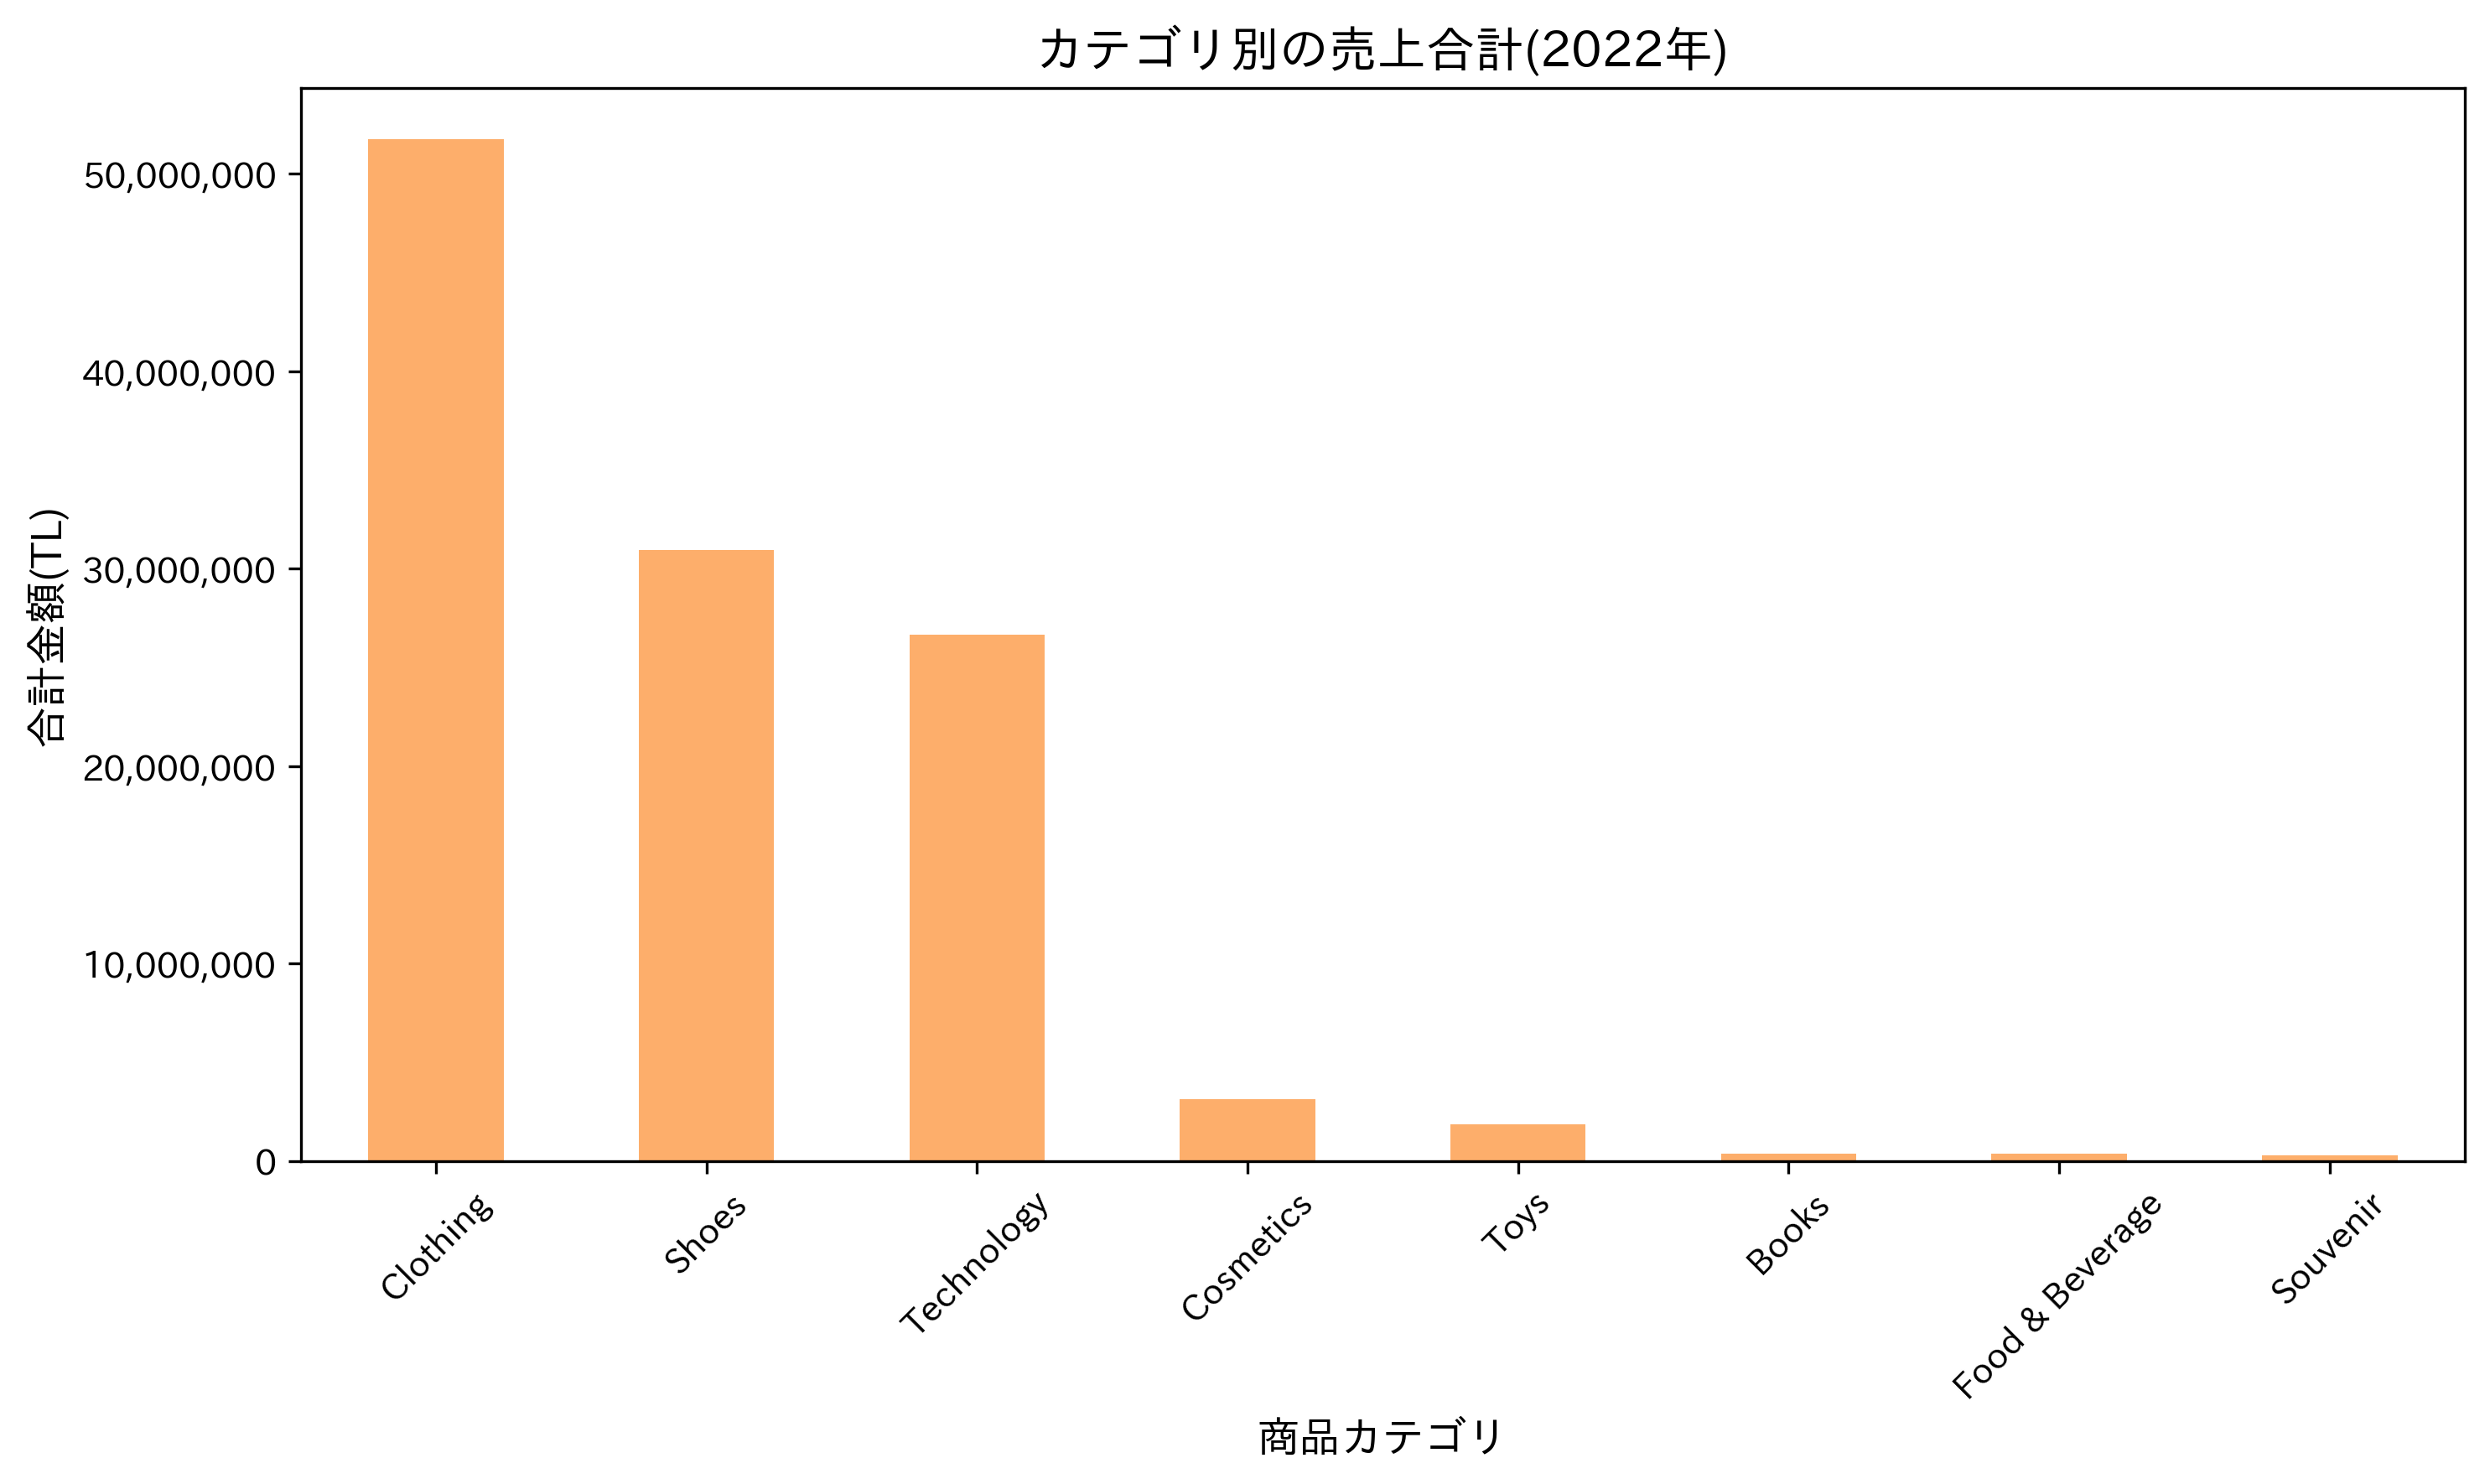 カテゴリ別の売上合計(2022年)
合計金額(TL)
50,000,000
40,000,000
30,000,000
20,000,000
10,000,000
0
Clothing
Shoes
Technology
Cosmetics
Toys
Books
Food & Beverage
Souvenir
商品カテゴリ